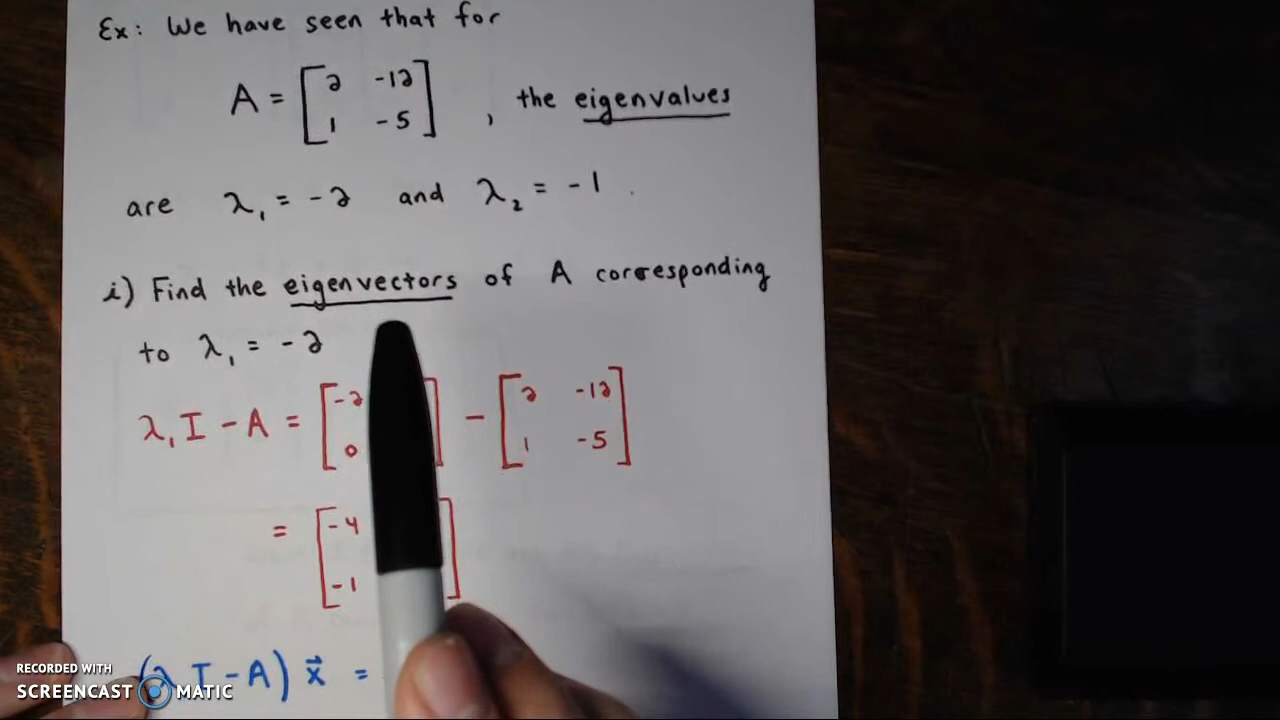 Ex: We have seen that for
A = [2 -12
1 -5], the eigenvalues
are λ₁ = -2 and λ₂ = -1.
i) Find the eigenvectors of A corresponding
to λ₁ = -2
λ₁I - A = [-2
0 ] - [2 -12
1 -5]
= [-4
-1 ]
(λ I - A) x⃗ =
RECORDED WITH
SCREENCAST MATIC